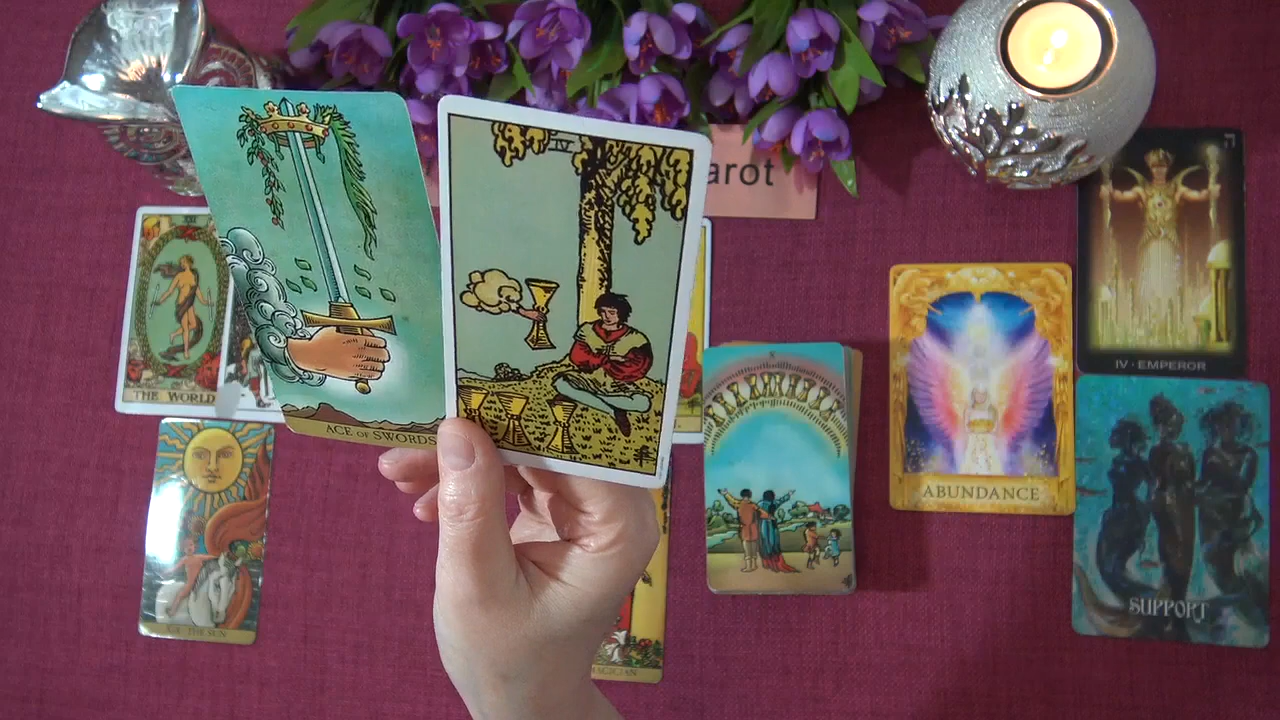 IV
arot
THE WORLD
ACE OF SWORDS
IV · EMPEROR
ABUNDANCE
X
THE SUN
SUPPORT